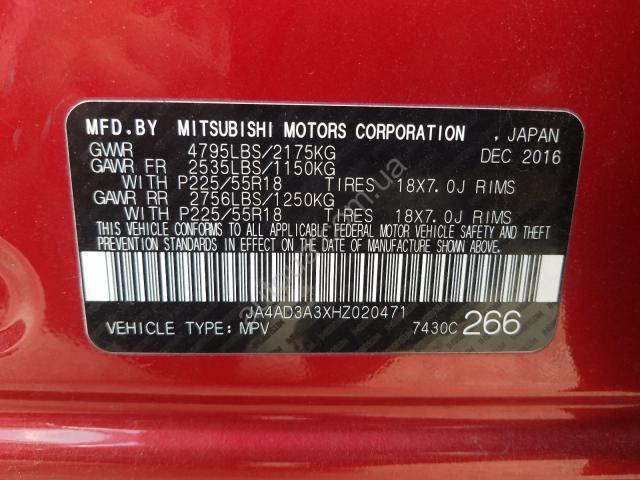 MFD.BY MITSUBISHI MOTORS CORPORATION , JAPAN
GVWR 4795LBS/2175KG DEC 2016
GAWR FR 2535LBS/1150KG
WITH P225/55R18 TIRES 18X7.0J RIMS
GAWR RR 2756LBS/1250KG
WITH P225/55R18 TIRES 18X7.0J RIMS
THIS VEHICLE CONFORMS TO ALL APPLICABLE FEDERAL MOTOR VEHICLE SAFETY AND THEFT
PREVENTION STANDARDS IN EFFECT ON THE DATE OF MANUFACTURE SHOWN ABOVE.
JA4AD3A3XHZ020471
VEHICLE TYPE: MPV 7430C 266